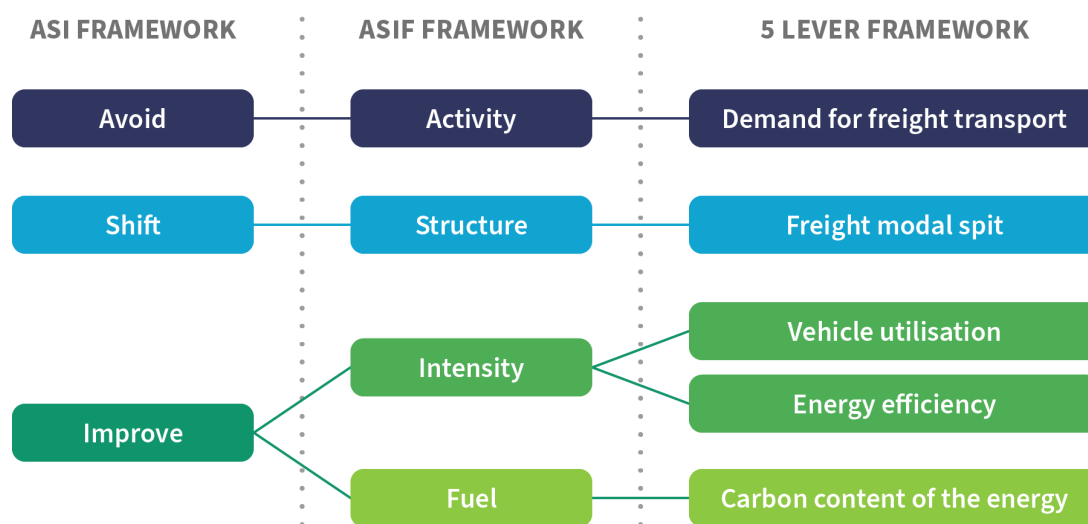 ASI FRAMEWORK
ASIF FRAMEWORK
5 LEVER FRAMEWORK
Avoid
Activity
Demand for freight transport
Shift
Structure
Freight modal spit
Vehicle utilisation
Intensity
Energy efficiency
Improve
Fuel
Carbon content of the energy